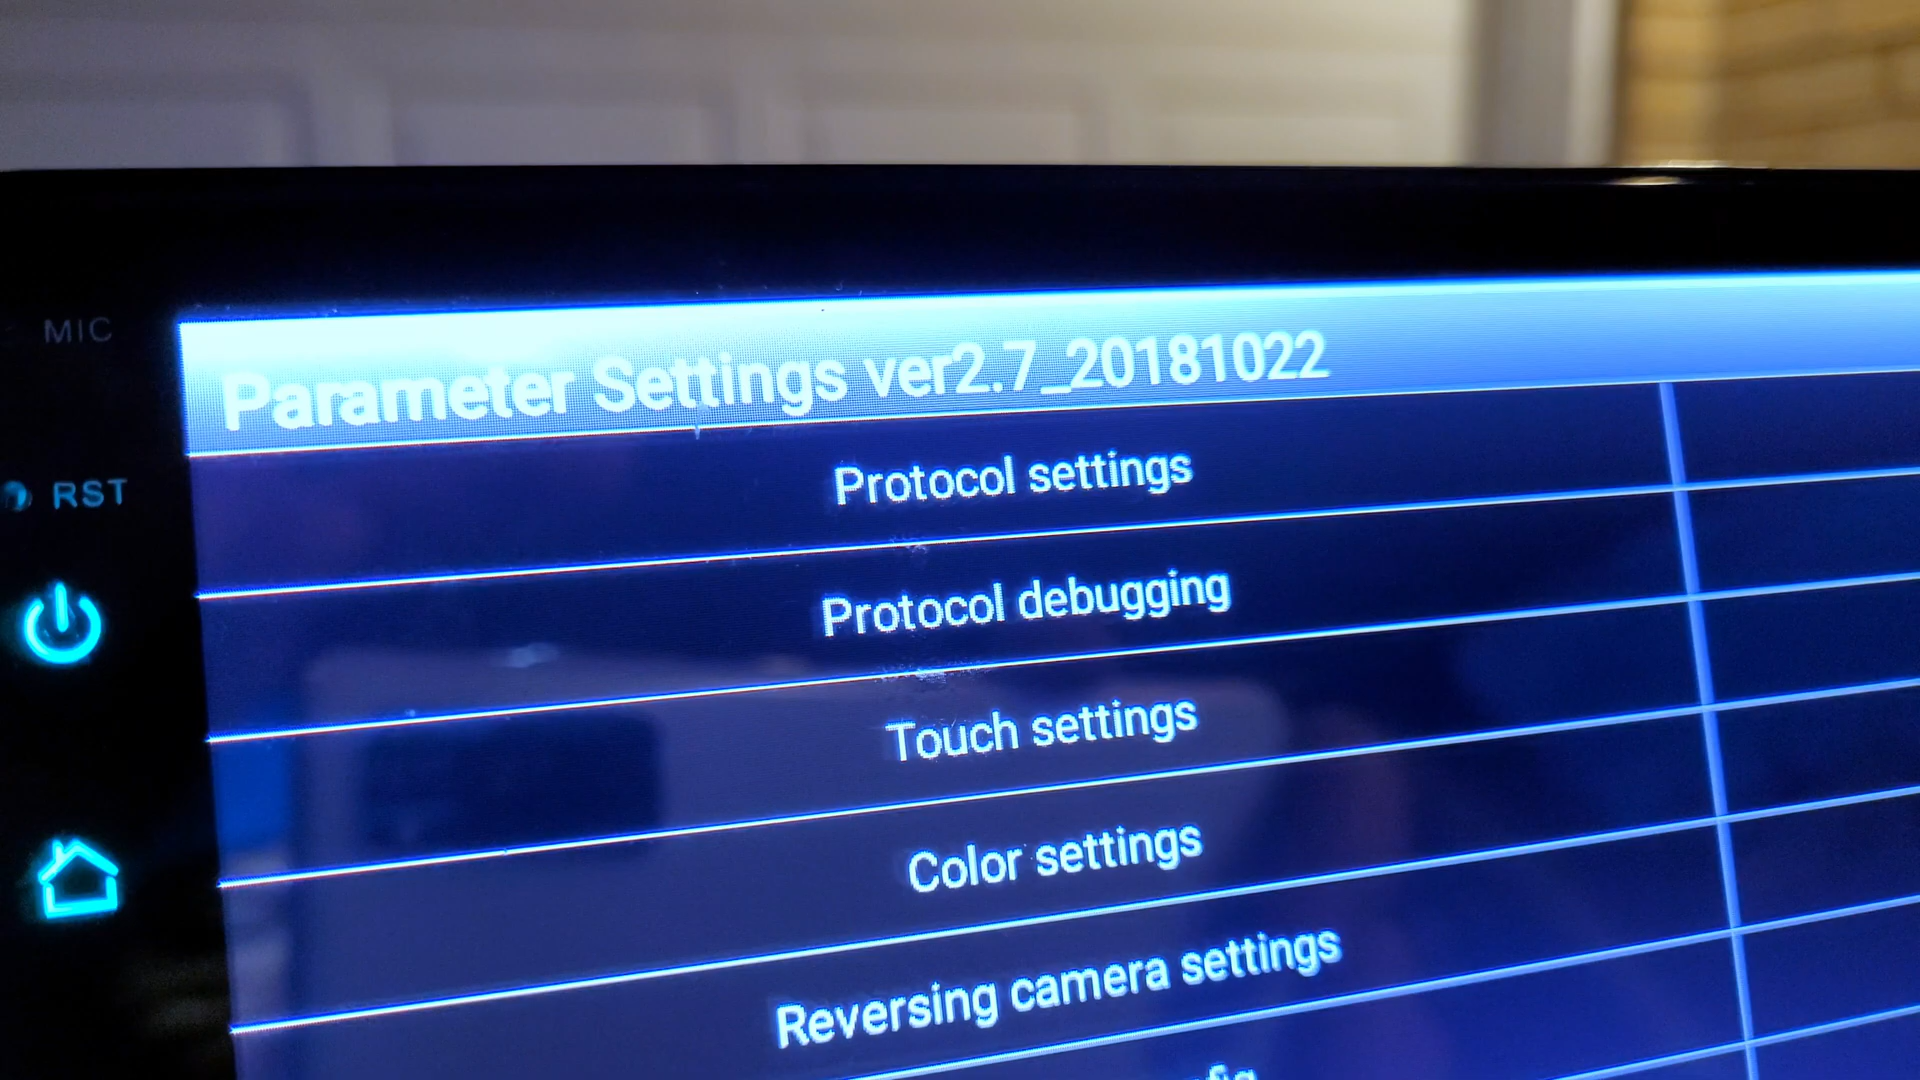 MIC
Parameter Settings ver2.7_20181022
RST
Protocol settings
Protocol debugging
Touch settings
Color settings
Reversing camera settings